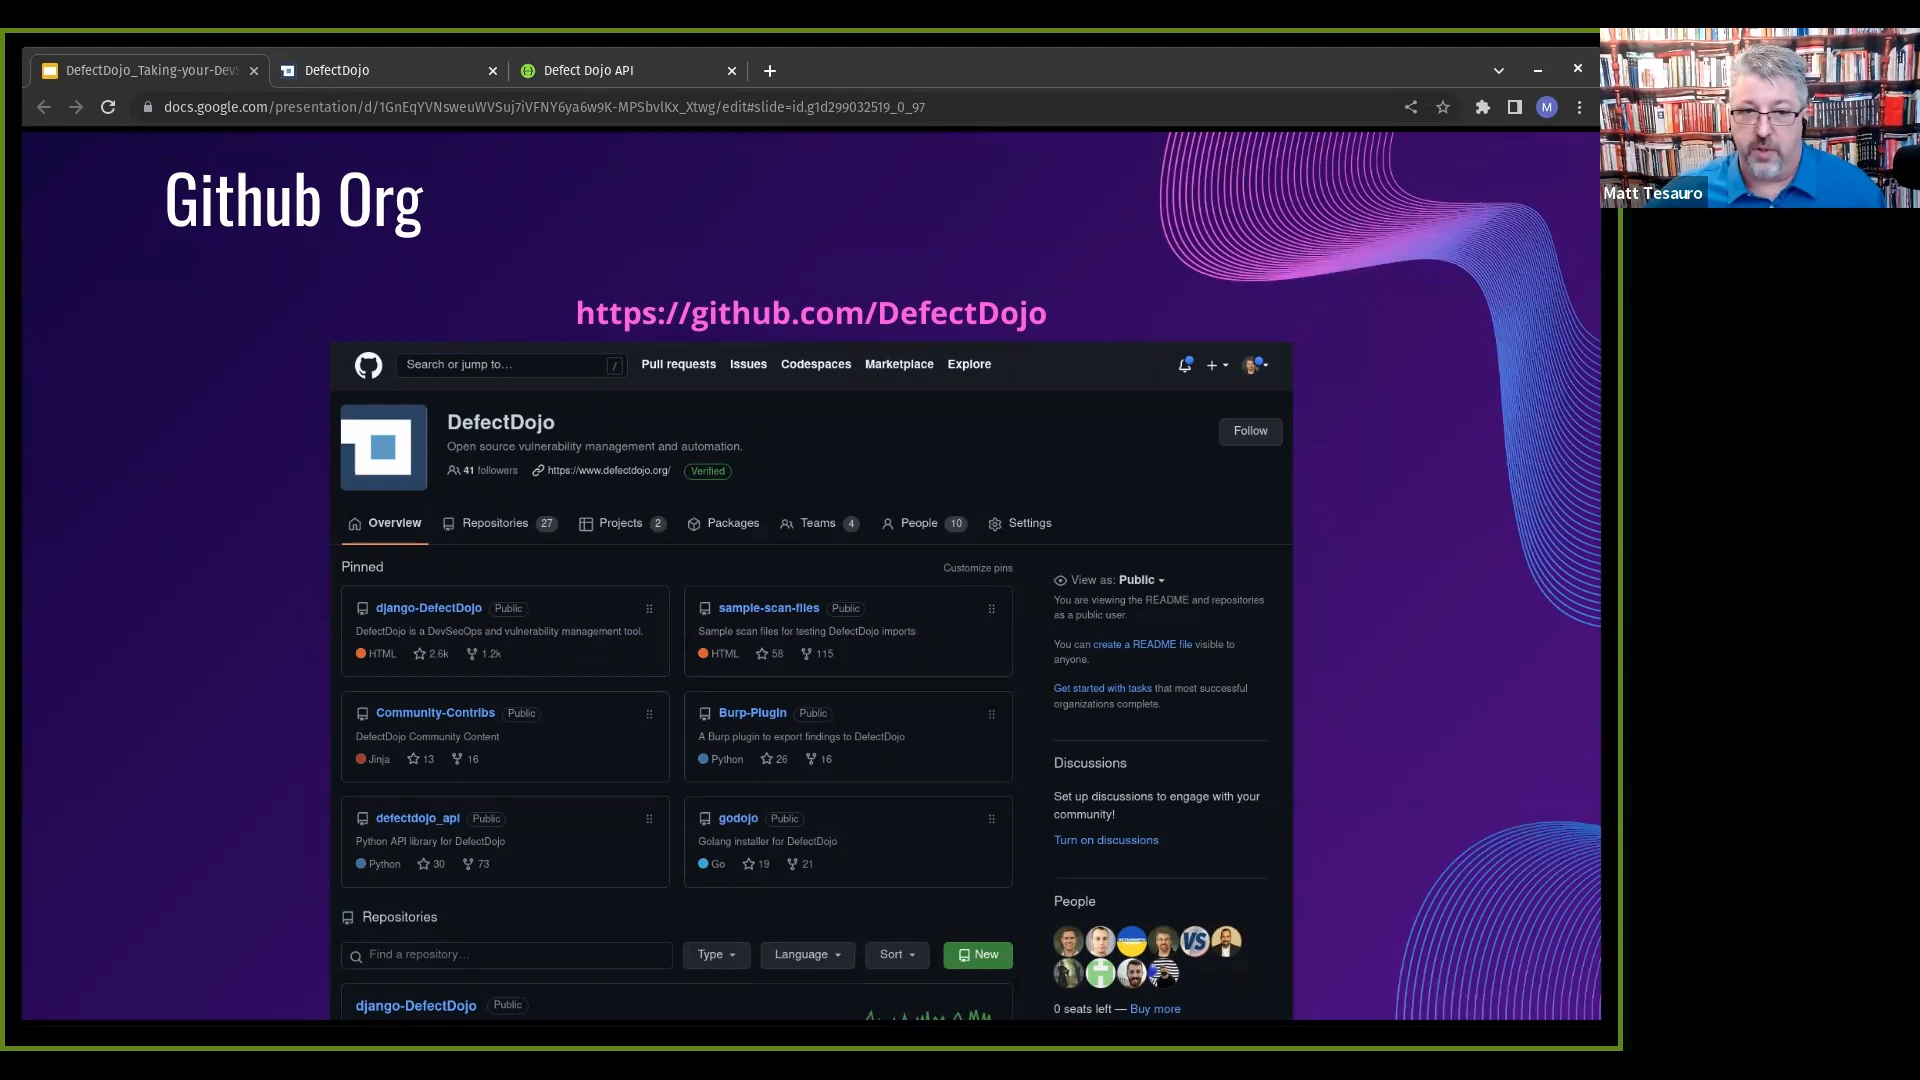 DefectDojo_Taking-your-Dev
DefectDojo
Defect Dojo API
docs.google.com/presentation/d/1GnEqYVNsweuWVSuj7iVFNY6ya6w9K-MPSbvlKx_Xtwg/edit#slide=id.g1d299032519_0_97
M
Matt Tesauro
Github Org
https://github.com/DefectDojo
Search or jump to…
/
Pull requests
Issues
Codespaces
Marketplace
Explore
DefectDojo
Open source vulnerability management and automation.
41 followers
https://www.defectdojo.org/
Verified
Follow
Overview
Repositories 27
Projects 2
Packages
Teams 4
People 10
Settings
Pinned
Customize pins
django-DefectDojo Public
DefectDojo is a DevSecOps and vulnerability management tool.
HTML 2.6k 1.2k
sample-scan-files Public
Sample scan files for testing DefectDojo imports
HTML 58 115
Community-Contribs Public
DefectDojo Community Content
Jinja 13 16
Burp-Plugin Public
A Burp plugin to export findings to DefectDojo
Python 26 16
defectdojo_api Public
Python API library for DefectDojo
Python 30 73
godojo Public
Golang installer for DefectDojo
Go 19 21
Repositories
Find a repository…
Type
Language
Sort
New
django-DefectDojo Public
View as: Public
You are viewing the README and repositories
as a public user.
You can create a README file visible to
anyone.
Get started with tasks that most successful
organizations complete.
Discussions
Set up discussions to engage with your
community!
Turn on discussions
People
VS
0 seats left — Buy more